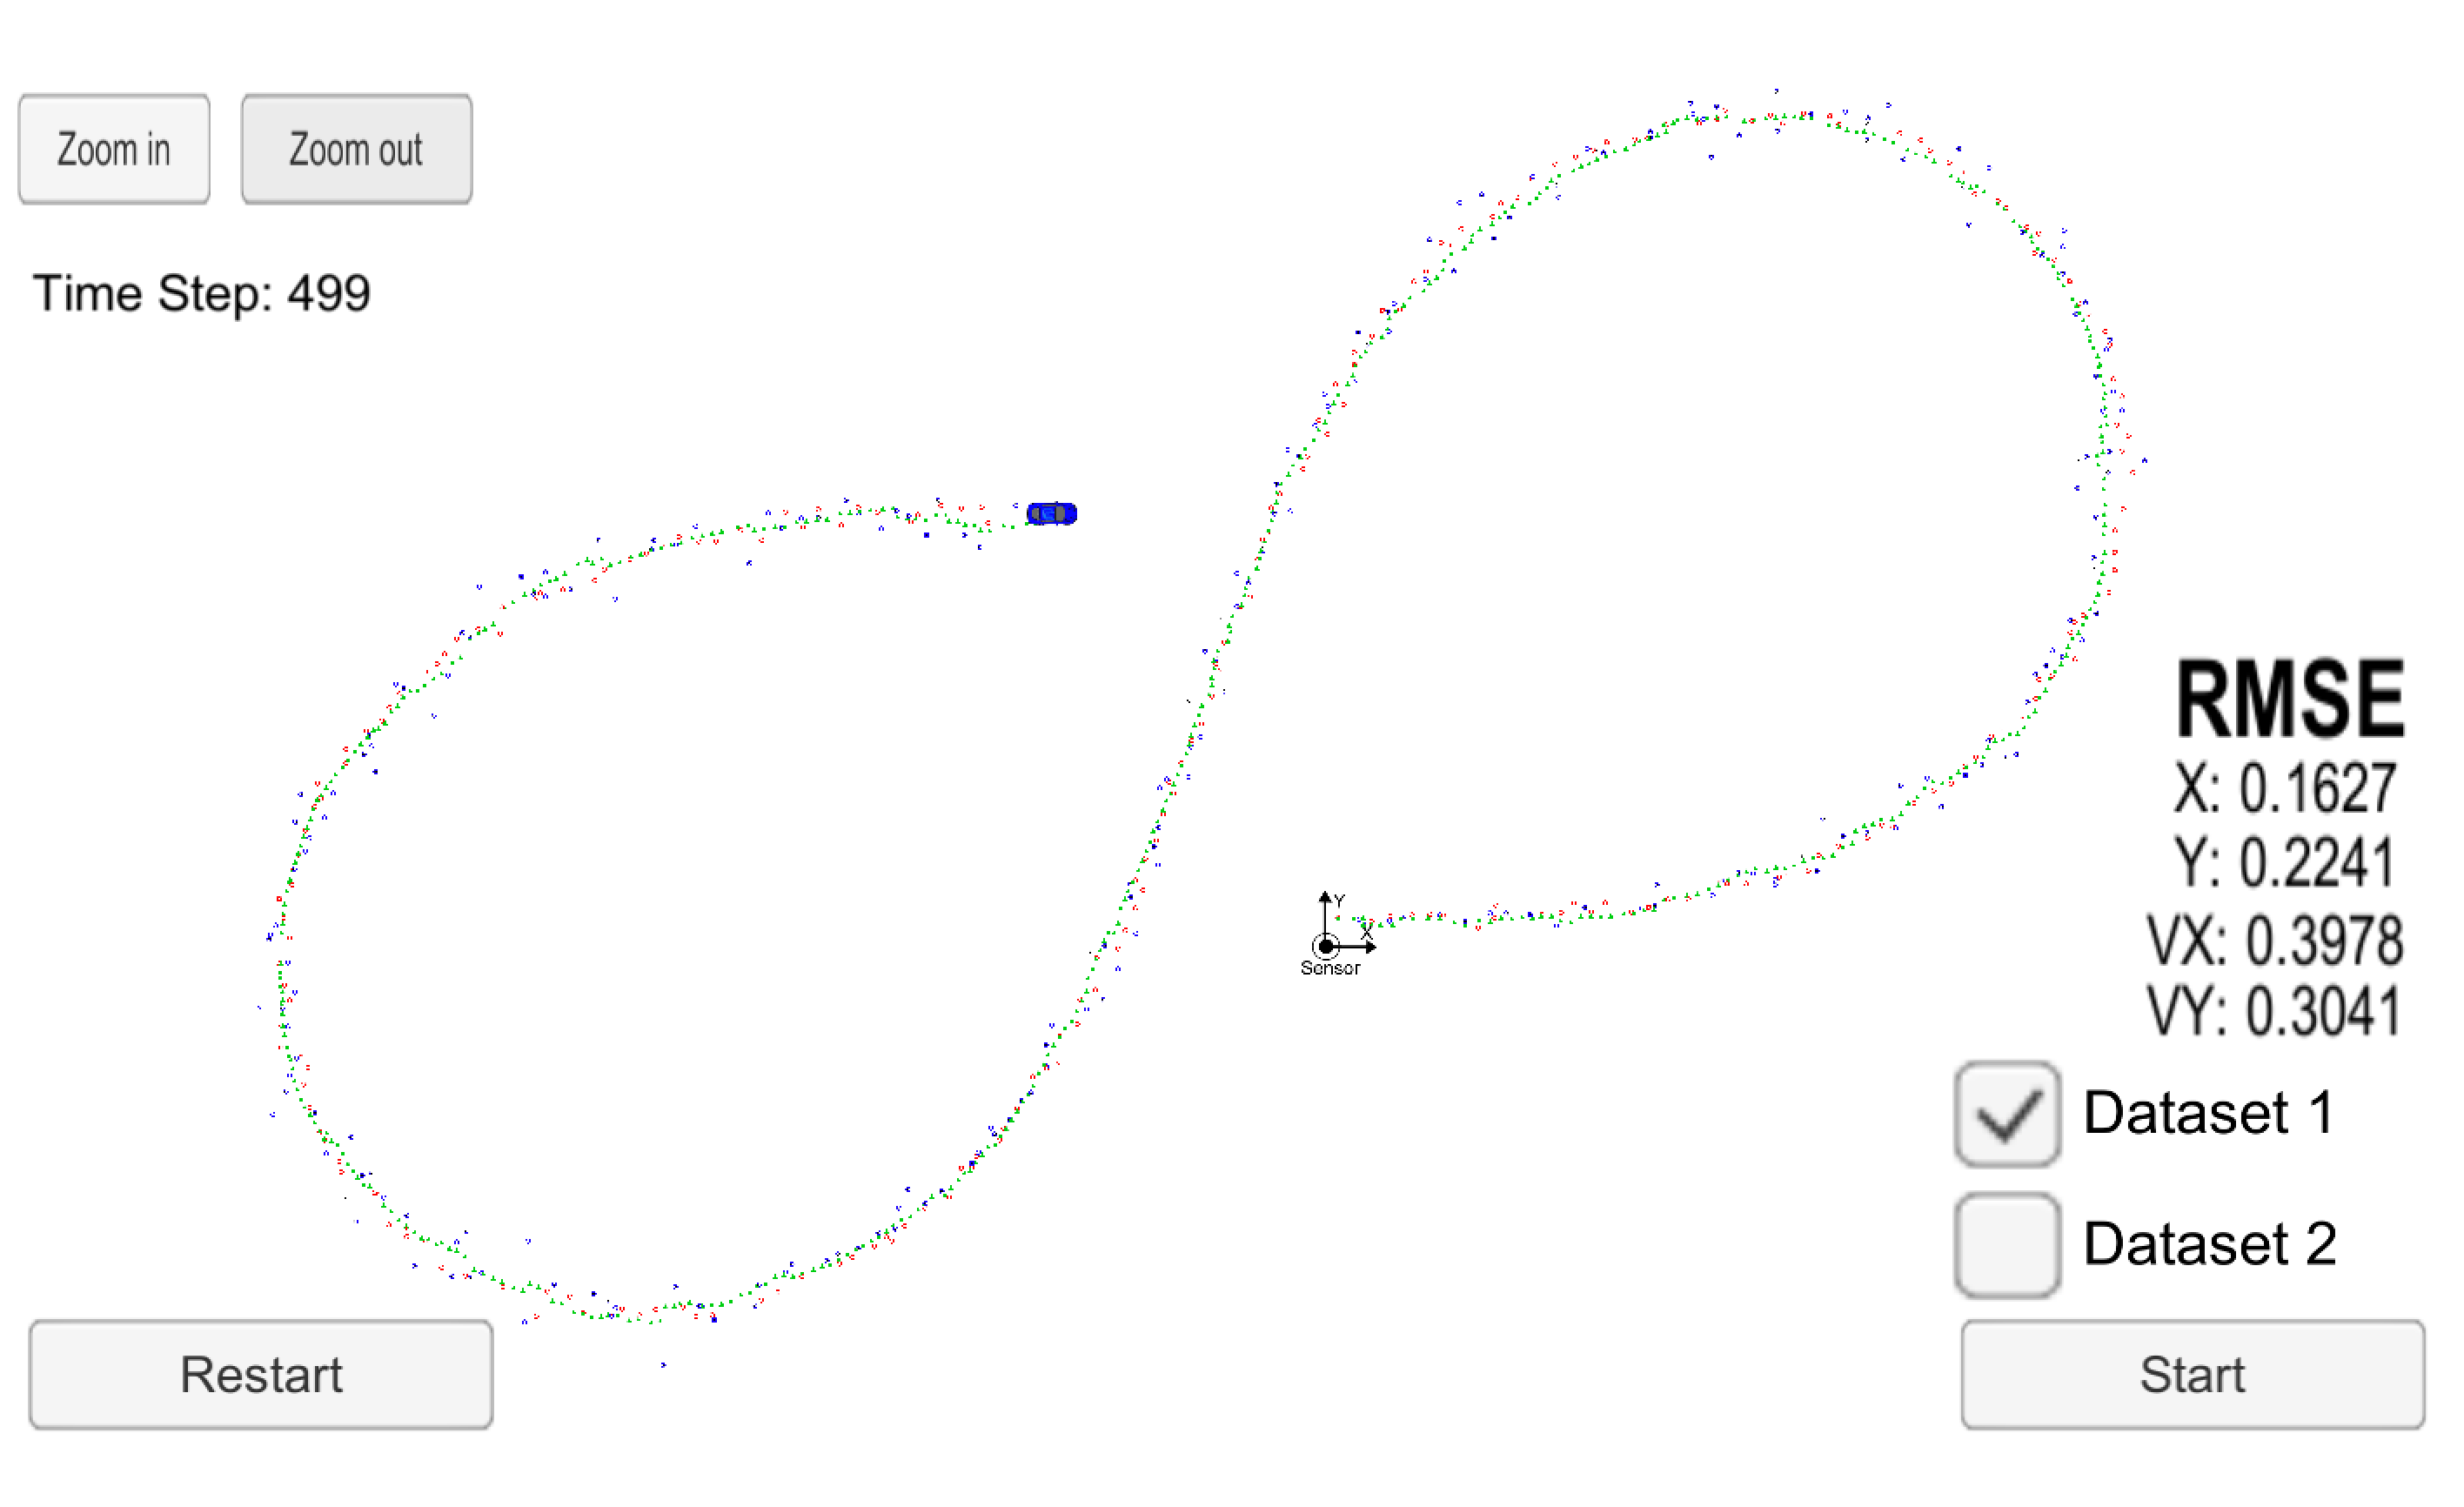 Zoom in
Zoom out
Time Step: 499
RMSE
X: 0.1627
Y: 0.2241
VX: 0.3978
VY: 0.3041
Y
X
Sensor
Dataset 1
Dataset 2
Restart
Start